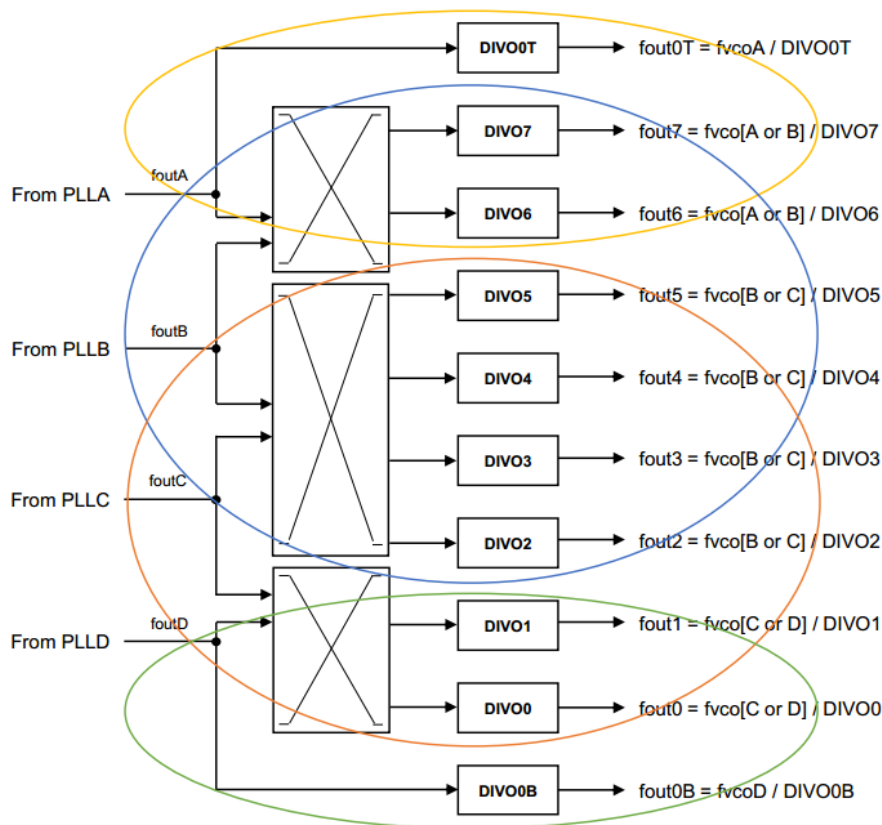 DIVO0T
fout0T = fvcoA / DIVO0T
DIVO7
fout7 = fvco[A or B] / DIVO7
From PLLA
foutA
DIVO6
fout6 = fvco[A or B] / DIVO6
DIVO5
fout5 = fvco[B or C] / DIVO5
From PLLB
foutB
DIVO4
fout4 = fvco[B or C] / DIVO4
DIVO3
fout3 = fvco[B or C] / DIVO3
From PLLC
foutC
DIVO2
fout2 = fvco[B or C] / DIVO2
From PLLD
foutD
DIVO1
fout1 = fvco[C or D] / DIVO1
DIVO0
fout0 = fvco[C or D] / DIVO0
DIVO0B
fout0B = fvcoD / DIVO0B